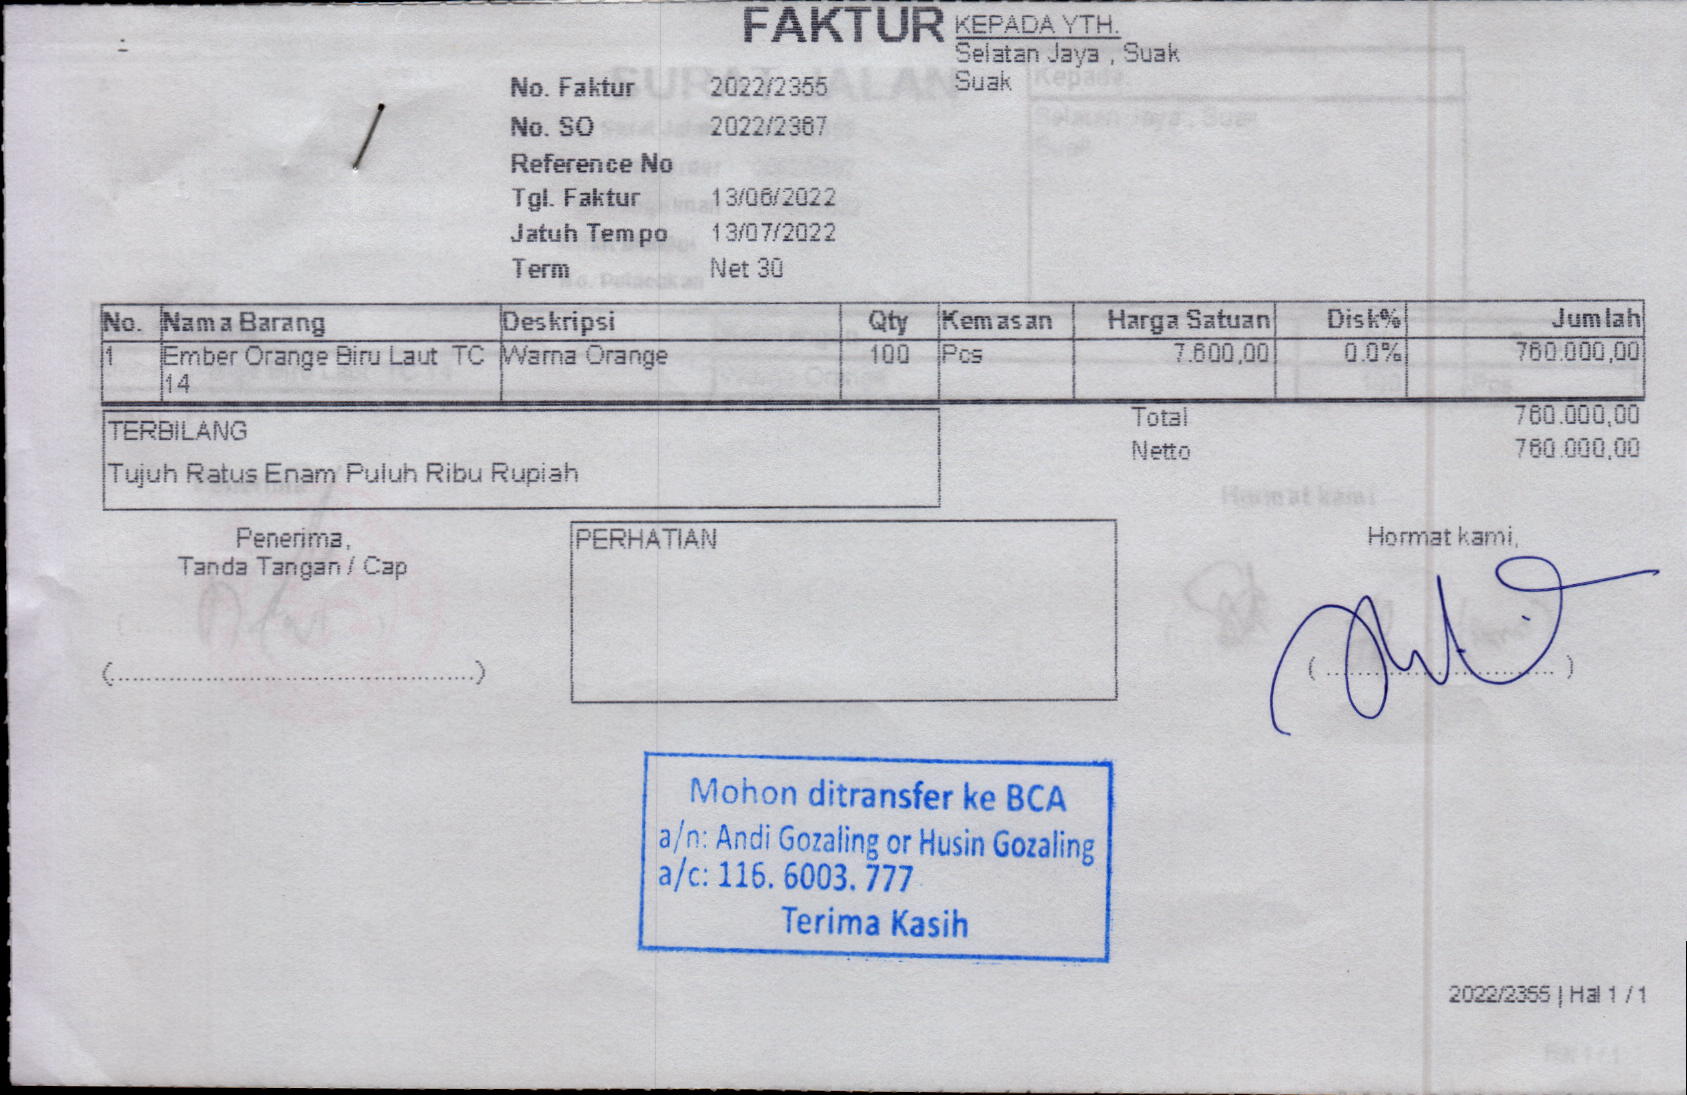 FAKTUR
KEPADA YTH.
Selatan Jaya , Suak
Suak
No. Faktur 2022/2355
No. SO 2022/2367
Reference No
Tgl. Faktur 13/06/2022
Jatuh Tempo 13/07/2022
Term Net 30
No. Nama Barang Deskripsi Qty Kemasan Harga Satuan Disk% Jumlah
1 Ember Orange Biru Laut TC Warna Orange 100 Pcs 7.600,00 0.0% 760.000,00
14
Total 760.000,00
Netto 760.000,00
TERBILANG
Tujuh Ratus Enam Puluh Ribu Rupiah
Penerima,
Tanda Tangan / Cap
PERHATIAN
Hormat kami,
Mohon ditransfer ke BCA
a/n: Andi Gozaling or Husin Gozaling
a/c: 116. 6003. 777
Terima Kasih
2022/2355 | Hal 1 / 1